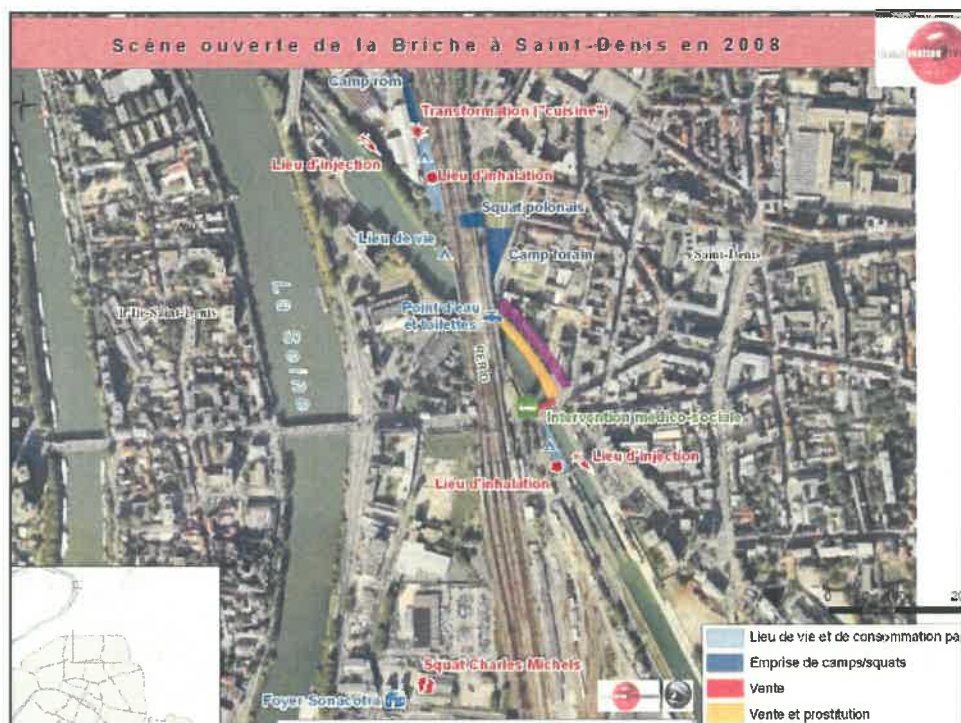 Scène ouverte de la Briche à Saint-Denis en 2008
Camp rom
Transformation ("cuisine")
Lieu d'injection
Lieu d'inhalation
Squat polonais
Lieu de vie
Camp forain
Saint-Denis
L'Ile-Saint-Denis
La Seine
Point d'eau
et toilettes
RER D
Intervention médico-sociale
Lieu d'injection
Lieu d'inhalation
Squat Charles Michels
Foyer Sonacotra
Lieu de vie et de consommation pa
Emprise de camps/squats
Vente
Vente et prostitution